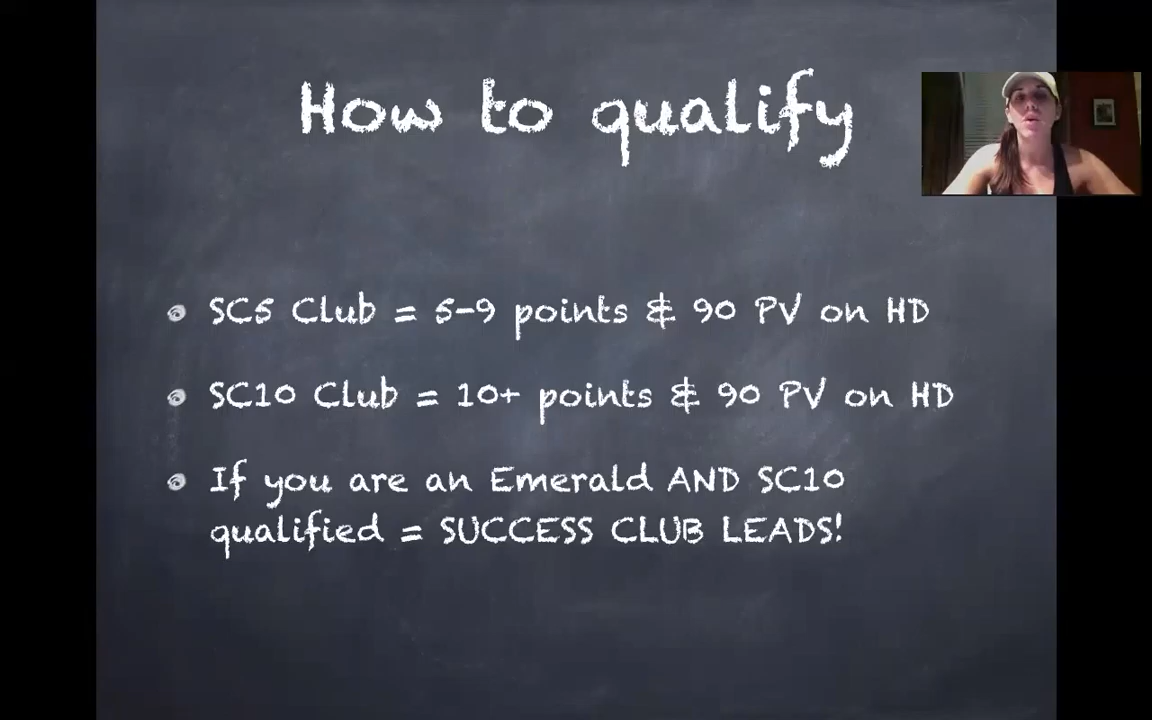 How to qualify
SC5 Club = 5-9 points & 90 PV on HD
SC10 Club = 10+ points & 90 PV on HD
If you are an Emerald AND SC10
qualified = SUCCESS CLUB LEADS!